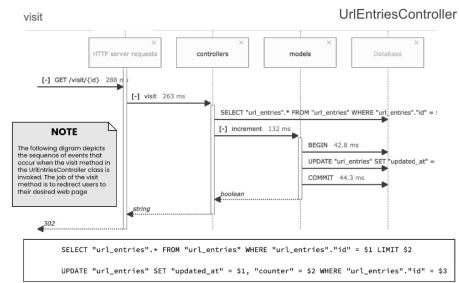 visit
UrlEntriesController
HTTP server requests
controllers
models
Database
[-] GET /visit/{id} 288 m
[-] visit 263 ms
SELECT "url_entries".* FROM "url_entries" WHERE "url_entries"."id" =
[-] increment 132 ms
BEGIN 42.8 ms
UPDATE "url_entries" SET "updated_at" =
COMMIT 44.3 ms
boolean
string
302
NOTE
The following digram depicts
the sequence of events that
occur when the visit method in
the UrlEntriesController class is
invoked. The job of the visit
method is to redirect users to
their desired web page
SELECT "url_entries".* FROM "url_entries" WHERE "url_entries"."id" = $1 LIMIT $2
UPDATE "url_entries" SET "updated_at" = $1, "counter" = $2 WHERE "url_entries"."id" = $3